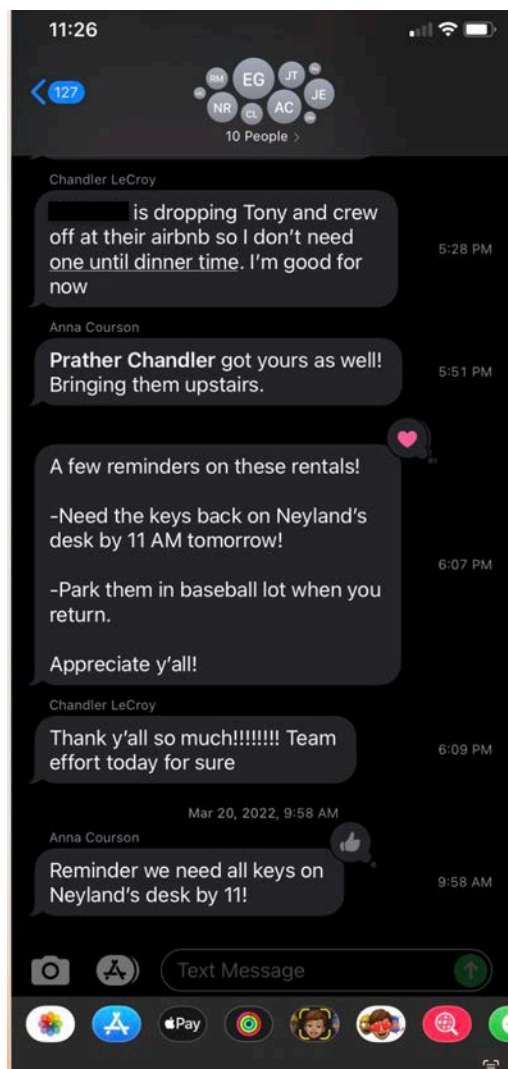 11:26
127
RM
EG
JT
NR
CL
AC
JE
10 People >
Chandler LeCroy
is dropping Tony and crew
off at their airbnb so I don't need
one until dinner time. I'm good for
now
5:28 PM
Anna Courson
Prather Chandler got yours as well!
Bringing them upstairs.
5:51 PM
A few reminders on these rentals!
-Need the keys back on Neyland's
desk by 11 AM tomorrow!
-Park them in baseball lot when you
return.
Appreciate y'all!
6:07 PM
Chandler LeCroy
Thank y'all so much!!!!!!!! Team
effort today for sure
6:09 PM
Mar 20, 2022, 9:58 AM
Anna Courson
Reminder we need all keys on
Neyland's desk by 11!
9:58 AM
Text Message
Pay